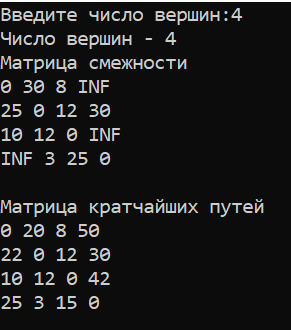 Введите число вершин:4
Число вершин - 4
Матрица смежности
0 30 8 INF
25 0 12 30
10 12 0 INF
INF 3 25 0
Матрица кратчайших путей
0 20 8 50
22 0 12 30
10 12 0 42
25 3 15 0